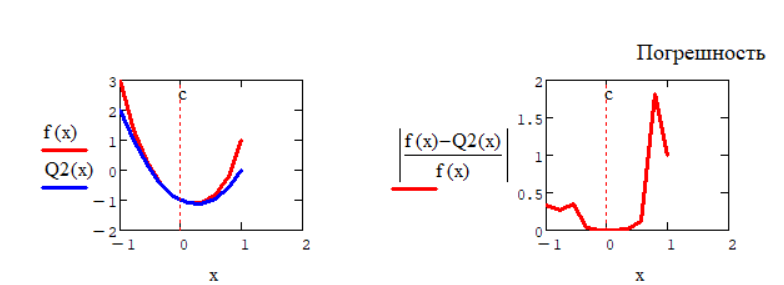 Погрешность
3
2
1
0
−1
−2
f(x)
Q2(x)
c
−1 0 1 2
x
2
1.5
1
0.5
0
|f(x)−Q2(x)|
f(x)
c
−1 0 1 2
x